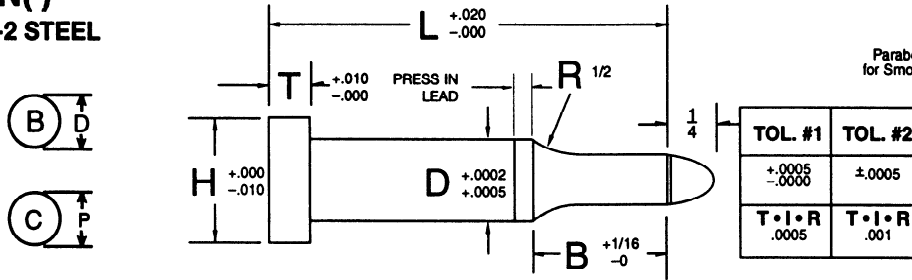 -2 STEEL
L +.020 -.000
T +.010 -.000
PRESS IN LEAD
R 1/2
1/4
B D
C P
H +.000 -.010
D +.0002 +.0005
B +1/16 -0
for Smo
TOL. #1 TOL. #2
+.0005 -.0000 ±.0005
T•I•R .0005 T•I•R .001